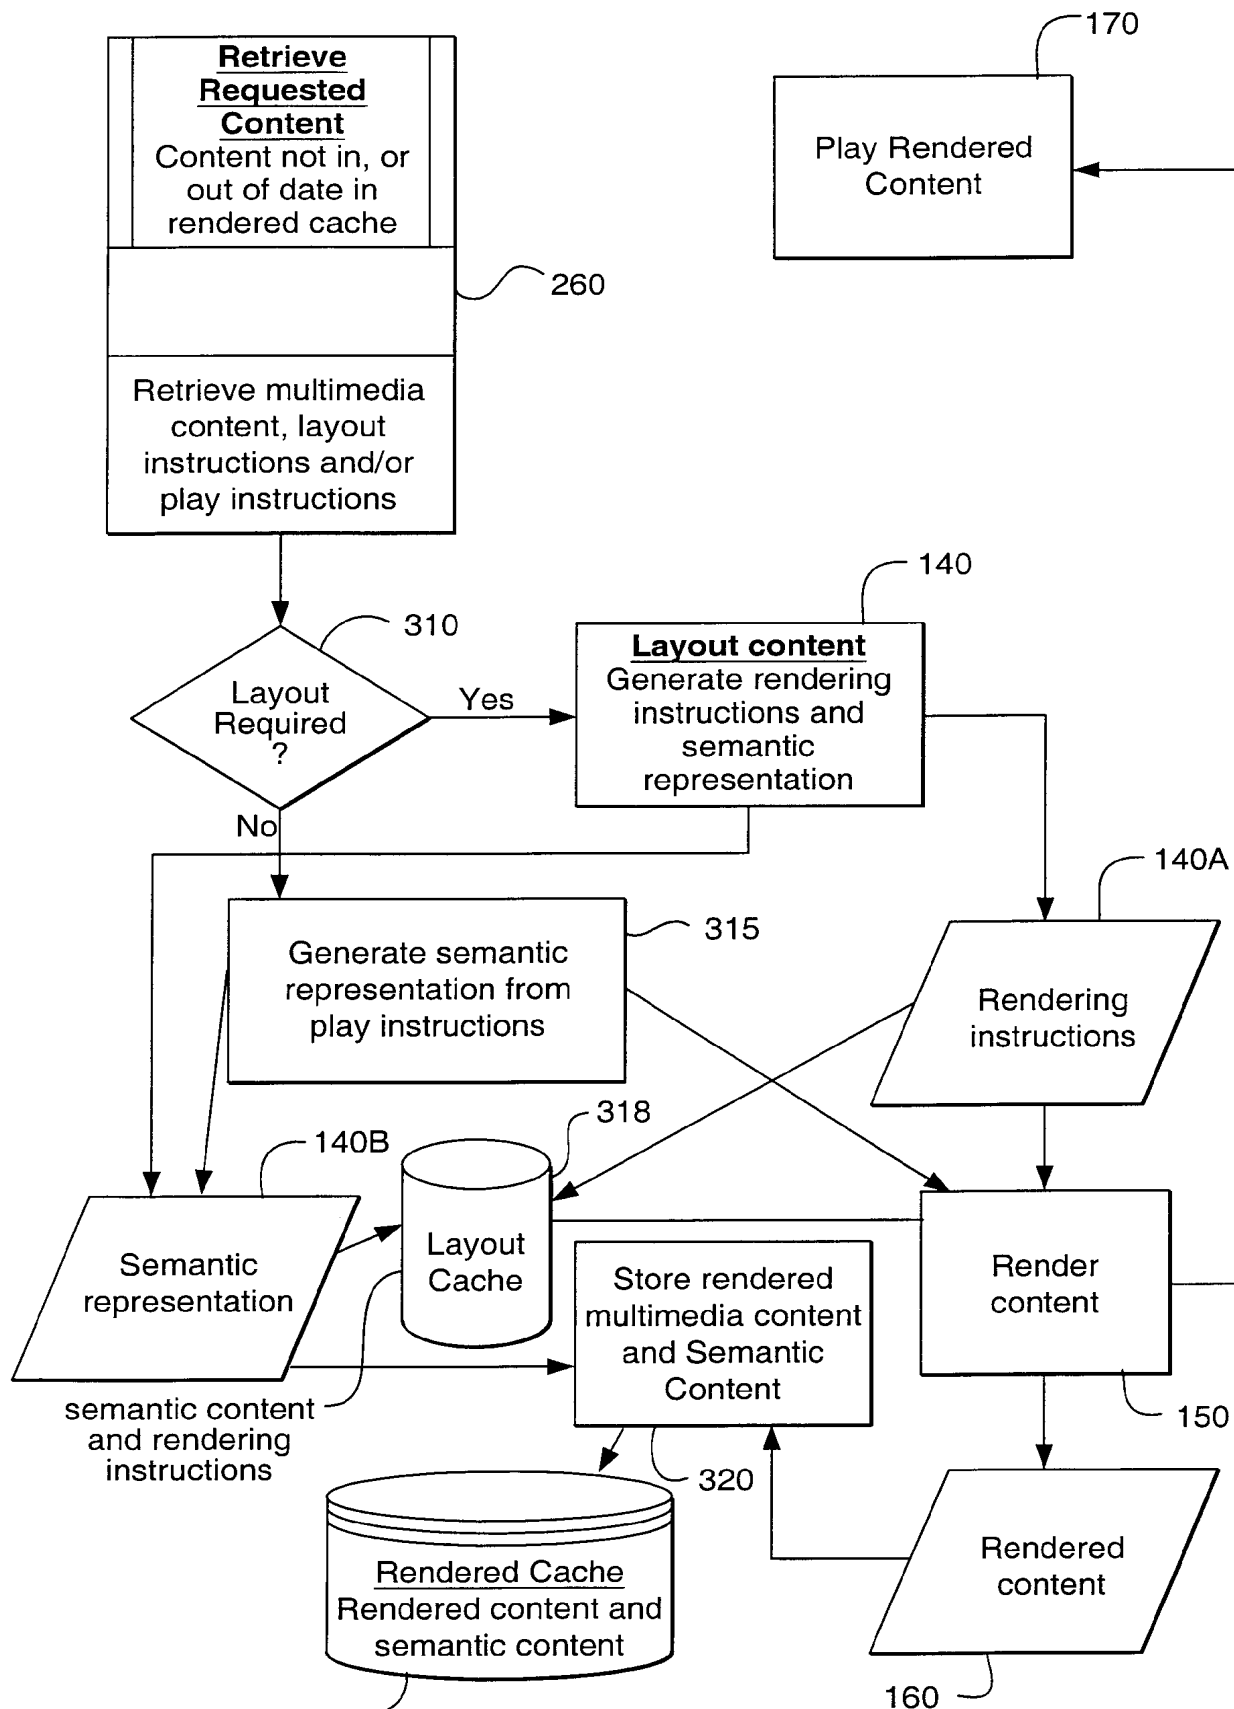 170
Retrieve
Requested
Content
Content not in, or
out of date in
rendered cache
Play Rendered
Content
260
Retrieve multimedia
content, layout
instructions and/or
play instructions
140
310
Layout content
Generate rendering
instructions and
semantic
representation
Layout
Required
?
Yes
No
140A
315
Generate semantic
representation from
play instructions
Rendering
instructions
318
140B
Semantic
representation
Layout
Cache
Store rendered
multimedia content
and Semantic
Content
Render
content
semantic content
and rendering
instructions
150
320
Rendered Cache
Rendered content and
semantic content
Rendered
content
160